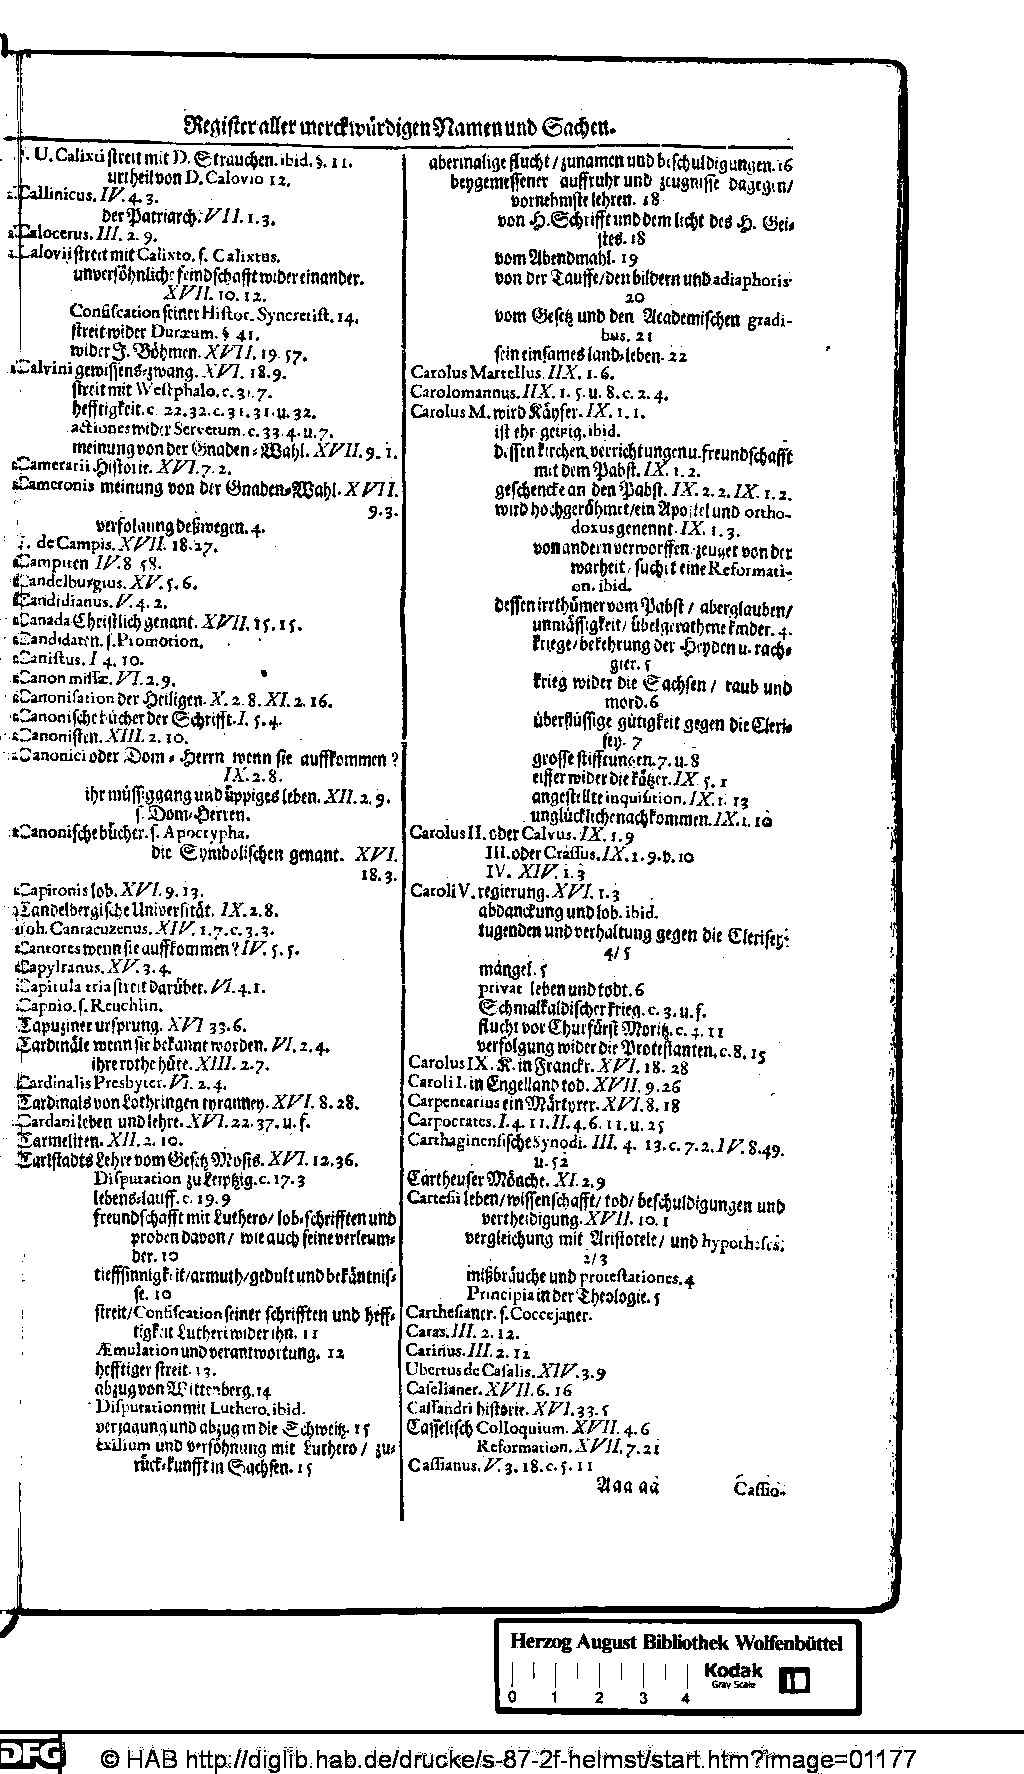 Register aller merckwürdigen Namen und Sachen.
U. Calixti streit mit D. Strauchen. ibid. §. 11.
urtheil von D. Calovio 12.
Callinicus. IV. 4. 3.
der Patriarch. VII. 1. 3.
Calocerus. III. 2. 9.
Calovii streit mit Calixto. s. Calixtus.
unversöhnliche feindschafft wider einander.
XVII. 10. 12.
Confiscation seiner Histor. Syncretist. 14.
streit wider Duræum. § 41.
wider J. Böhmen. XVII. 19. 57.
Calvini gewissens-zwang. XVI. 18. 9.
streit mit Westphalo. c. 31. 7.
hefftigkeit. c. 22. 32. c. 31. 31. u. 32.
actiones wider Servetum. c. 33. 4. u. 7.
meinung von der Gnaden-Wahl. XVII. 9. 1.
Camerarii Historie. XVI. 7. 2.
Cameronis meinung von der Gnaden-Wahl. XVII.
9. 3.
verfolgung deßwegen. 4.
de Campis. XVII. 18. 27.
Campiten IV. 8 58.
Candelburgius. XV. 5. 6.
Candidianus. V. 4. 2.
Canada Christlich genant. XVII. 15. 15.
Candidaten. s. Promotion.
Canistus. I 4. 10.
Canon missæ. VI. 2. 9.
Canonisation der Heiligen. X. 2. 8. XI. 2. 16.
Canonische bücher der Schrifft. I. 5. 4.
Canonisten. XIII. 2. 10.
Canonici oder Dom-Herrn wenn sie auffkommen?
IX. 2. 8.
ihr müssiggang und üppiges leben. XII. 2. 9.
s. Dom-Herren.
Canonische bücher. s. Apocrypha.
die Symbolischen genant. XVI.
18. 3.
Capitonis lob. XVI. 9. 13.
Candelbergische Universität. IX. 2. 8.
Joh. Cantacuzenus. XIV. 1. 7. c. 3. 3.
Cantores wenn sie auffkommen? IV. 5. 5.
Capylranus. XV. 3. 4.
Capitula tria streit darüber. VI. 4. 1.
Capnio. s. Reuchlin.
Capuziner ursprung. XVI 33. 6.
Cardinäle wenn sie bekannt worden. VI. 2. 4.
ihre rothe hüte. XIII. 2. 7.
Cardinalis Presbyter. VI. 2. 4.
Cardinals von Lothringen tyranney. XVI. 8. 28.
Cardani leben und lehre. XVI. 22. 37. u. f.
Carmeliten. XII. 2. 10.
Carlstadts Lehre vom Gesetz Mosis. XVI. 12. 36.
Disputation zu Leipzig. c. 17. 3
lebens-lauff. c. 19. 9
freundschafft mit Luthero/ lob-schrifften und
proben davon/ wie auch seine verleum-
der. 10
tieffsinnigkeit/armuth/gedult und bekäntnis-
se. 10
streit/Confiscation seiner schrifften und heff-
tigkeit Lutheri wider ihn. 11
Æmulation und verantwortung. 12
hefftiger streit. 13.
abzug von Wittenberg. 14
Disputation mit Luthero. ibid.
verjagung und abzug in die Schweitz. 15
Exilium und versöhnung mit Luthero/ zu-
rück-kunfft in Sachsen. 15
abermalige flucht/ zunamen und beschuldigungen. 16
beygemessener auffruhr und zeugnisse dagegen/
vornehmste lehren. 18
von H. Schrifft und dem licht des H. Gei-
stes. 18
vom Abendmahl. 19
von der Tauffe/den bildern und adiaphoris.
20
vom Gesetz und den Academischen gradi-
bus. 21
sein einsames land-leben. 22
Carolus Martellus. IIX. 1. 6.
Carolomannus. IIX. 1. 5. u. 8. c. 2. 4.
Carolus M. wird Käyser. IX. 1. 1.
ist ehr geitzig. ibid.
dessen kirchen verrichtungen u. freundschafft
mit dem Pabst. IX. 1. 2.
geschencke an den Pabst. IX. 2. 2. IX. 1. 2.
wird hochgerühmet/ein Apostel und ortho-
doxus genennt. IX. 1. 3.
von andern verworffen, zeuget von der
warheit, suchet eine Reformati-
on. ibid.
dessen irrthümer vom Pabst/ aberglauben/
unmässigkeit/ übelgerathene kinder. 4.
kriege/ bekehrung der Heyden u. rach-
gier. 5
krieg wider die Sachsen/ raub und
mord. 6
überflüssige gütigkeit gegen die Cleri-
sey. 7
grosse stifftungen. 7. u. 8
eiffer wider die kätzer. IX. 5. 1
angestellte inquisition. IX. 1. 13
unglückliche nachkommen. IX. 1. 10
Carolus II. oder Calvus. IX. 1. 9
III. oder Crassus. IX. 1. 9. v. 10
IV. XIV. 1. 3
Caroli V. regierung. XVI. 1. 3
abdanckung und lob. ibid.
tugenden und verhaltung gegen die Clerisey.
4/ 5
mängel. 5
privat leben und todt. 6
Schmalkaldischer krieg. c. 3. u. f.
flucht vor Churfürst Moritz. c. 4. 11
verfolgung wider die Protestanten. c. 8. 15
Carolus IX. K. in Franckr. XVI. 18. 28
Caroli I. in Engelland tod. XVII. 9. 26
Carpentarius ein Märtyrer. XVI. 8. 18
Carpocrates. I. 4. 11. II. 4. 6. 11. u. 25
Carthaginensische Synodi. III. 4. 13. c. 7. 2. IV. 8. 49.
u. 52
Cartheuser Mönche. XI. 2. 9
Cartesii leben/ wissenschafft/ tod/ beschuldigungen und
vertheidigung. XVII. 10. 1
vergleichung mit Aristotele/ und hypotheses.
2/ 3
mißbräuche und protestationes. 4
Principia in der Theologie. 5
Carthesianer. s. Coccejaner.
Caras. III. 2. 12.
Carinus. III. 2. 12
Ubertus de Casalis. XIV. 3. 9
Caselianer. XVII. 6. 16
Cassandri historie. XVI. 33. 5
Casselisch Colloquium. XVII. 4. 6
Reformation. XVII. 7. 21
Cassianus. V. 3. 18. c. 5. 11
Aaa aa
Cassio-
Herzog August Bibliothek Wolfenbüttel
Kodak
Gray Scale
0 1 2 3 4
DFG
© HAB http://diglib.hab.de/drucke/s-87-2f-helmst/start.htm?image=01177